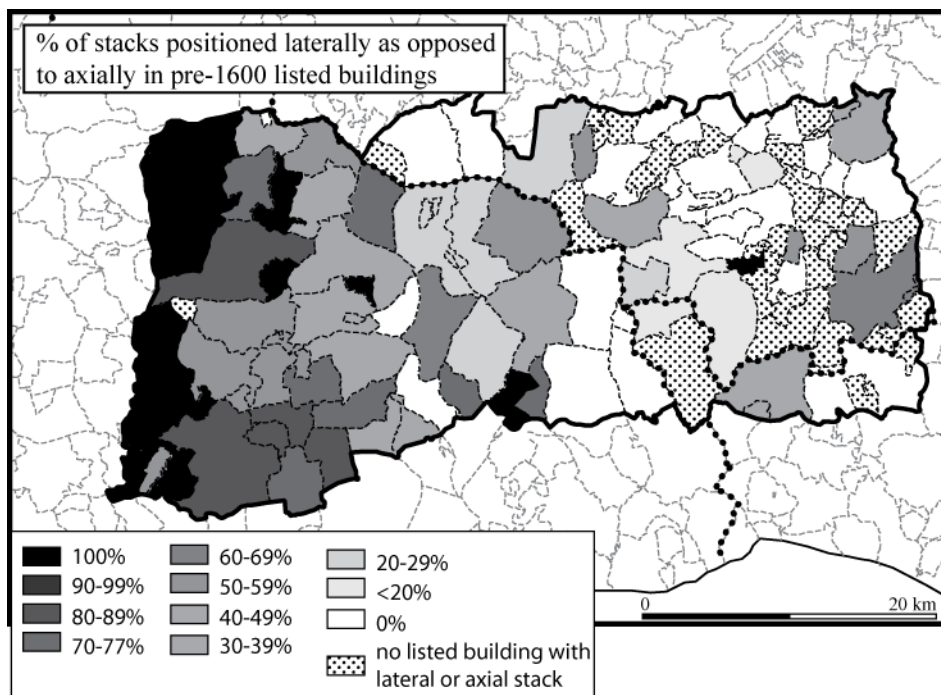 % of stacks positioned laterally as opposed
to axially in pre-1600 listed buildings
100%
90-99%
80-89%
70-77%
60-69%
50-59%
40-49%
30-39%
20-29%
<20%
0%
no listed building with
lateral or axial stack
0 20 km